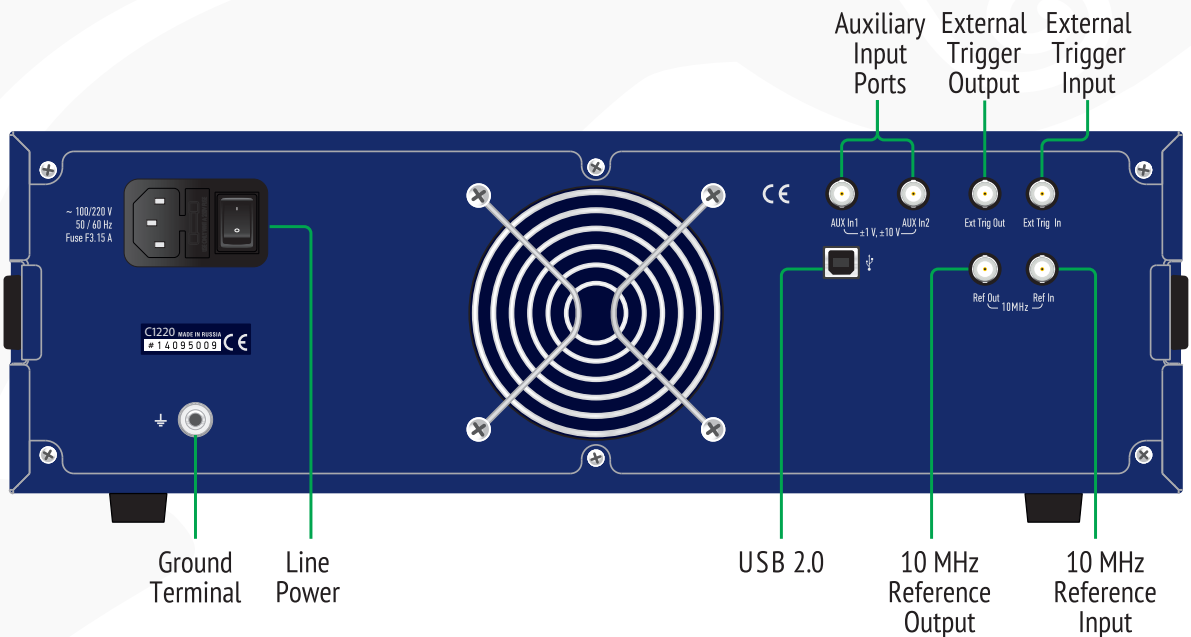 Auxiliary
Input
Ports
External
Trigger
Output
External
Trigger
Input
~ 100/220 V
50 / 60 Hz
Fuse F3.15 A
I
O
CE
AUX In1
AUX In2
±1 V, ±10 V
Ext Trig Out
Ext Trig In
Ref Out
Ref In
10MHz
C1220 MADE IN RUSSIA
#14095009
CE
Ground
Terminal
Line
Power
USB 2.0
10 MHz
Reference
Output
10 MHz
Reference
Input